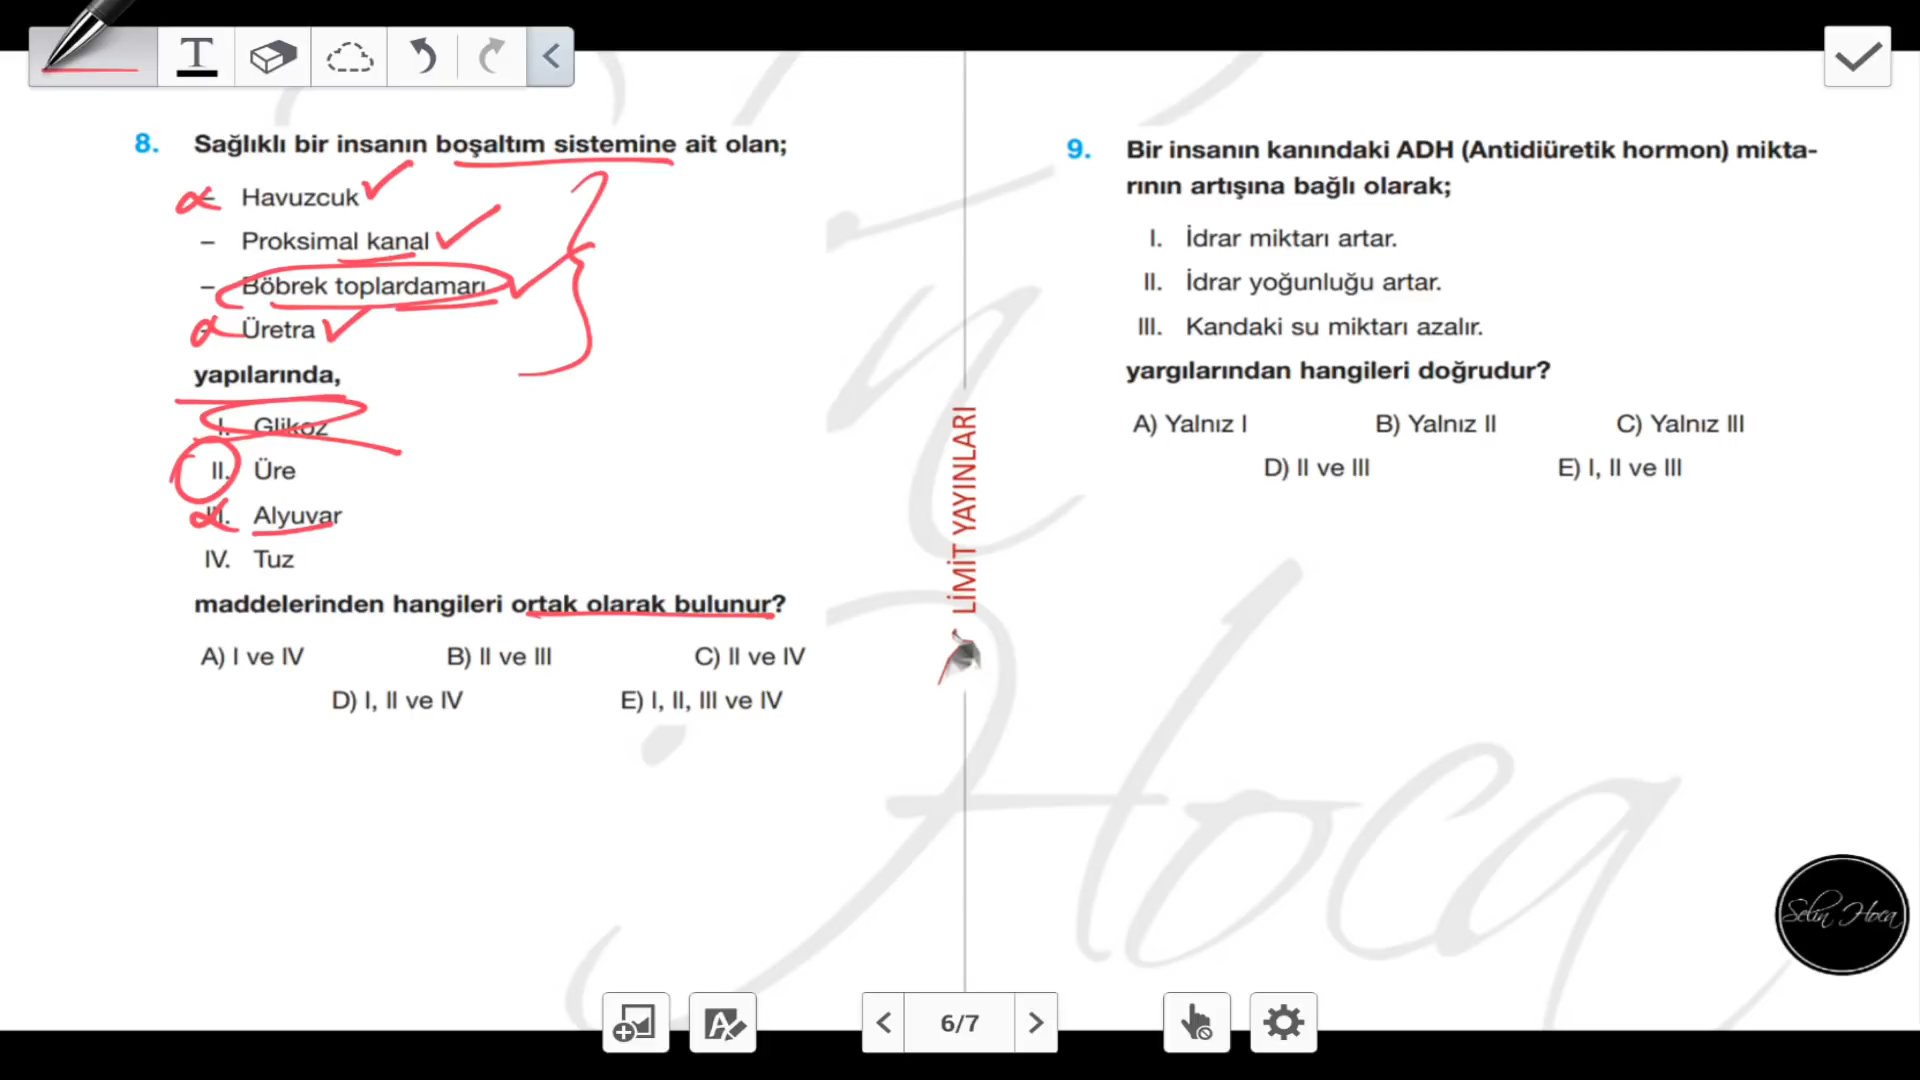 T
8. Sağlıklı bir insanın boşaltım sistemine ait olan;
– Havuzcuk
– Proksimal kanal
– Böbrek toplardamarı
– Üretra
yapılarında,
I. Glikoz
II. Üre
III. Alyuvar
IV. Tuz
maddelerinden hangileri ortak olarak bulunur?
A) I ve IV B) II ve III C) II ve IV
D) I, II ve IV E) I, II, III ve IV
LİMİT YAYINLARI
9. Bir insanın kanındaki ADH (Antidiüretik hormon) mikta-
rının artışına bağlı olarak;
I. İdrar miktarı artar.
II. İdrar yoğunluğu artar.
III. Kandaki su miktarı azalır.
yargılarından hangileri doğrudur?
A) Yalnız I B) Yalnız II C) Yalnız III
D) II ve III E) I, II ve III
Hoca
Selin Hoca
6/7